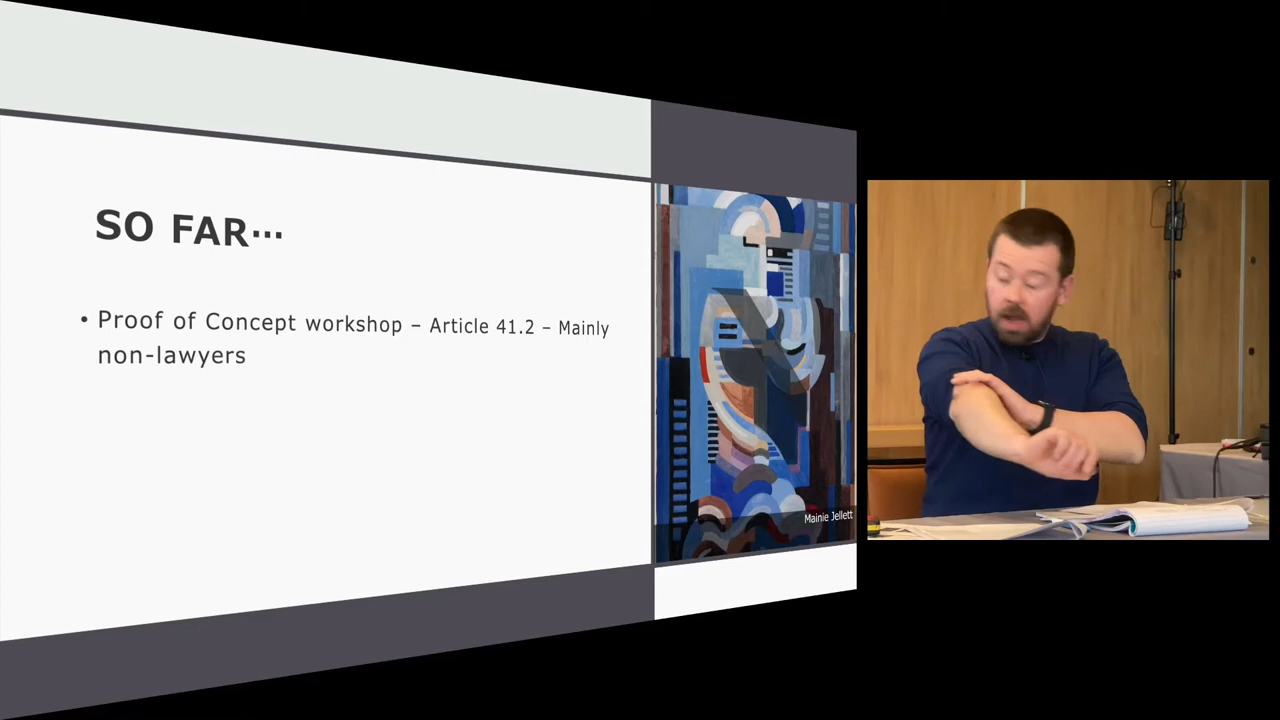 SO FAR…
• Proof of Concept workshop – Article 41.2 – Mainly
non-lawyers
Mainie Jellett